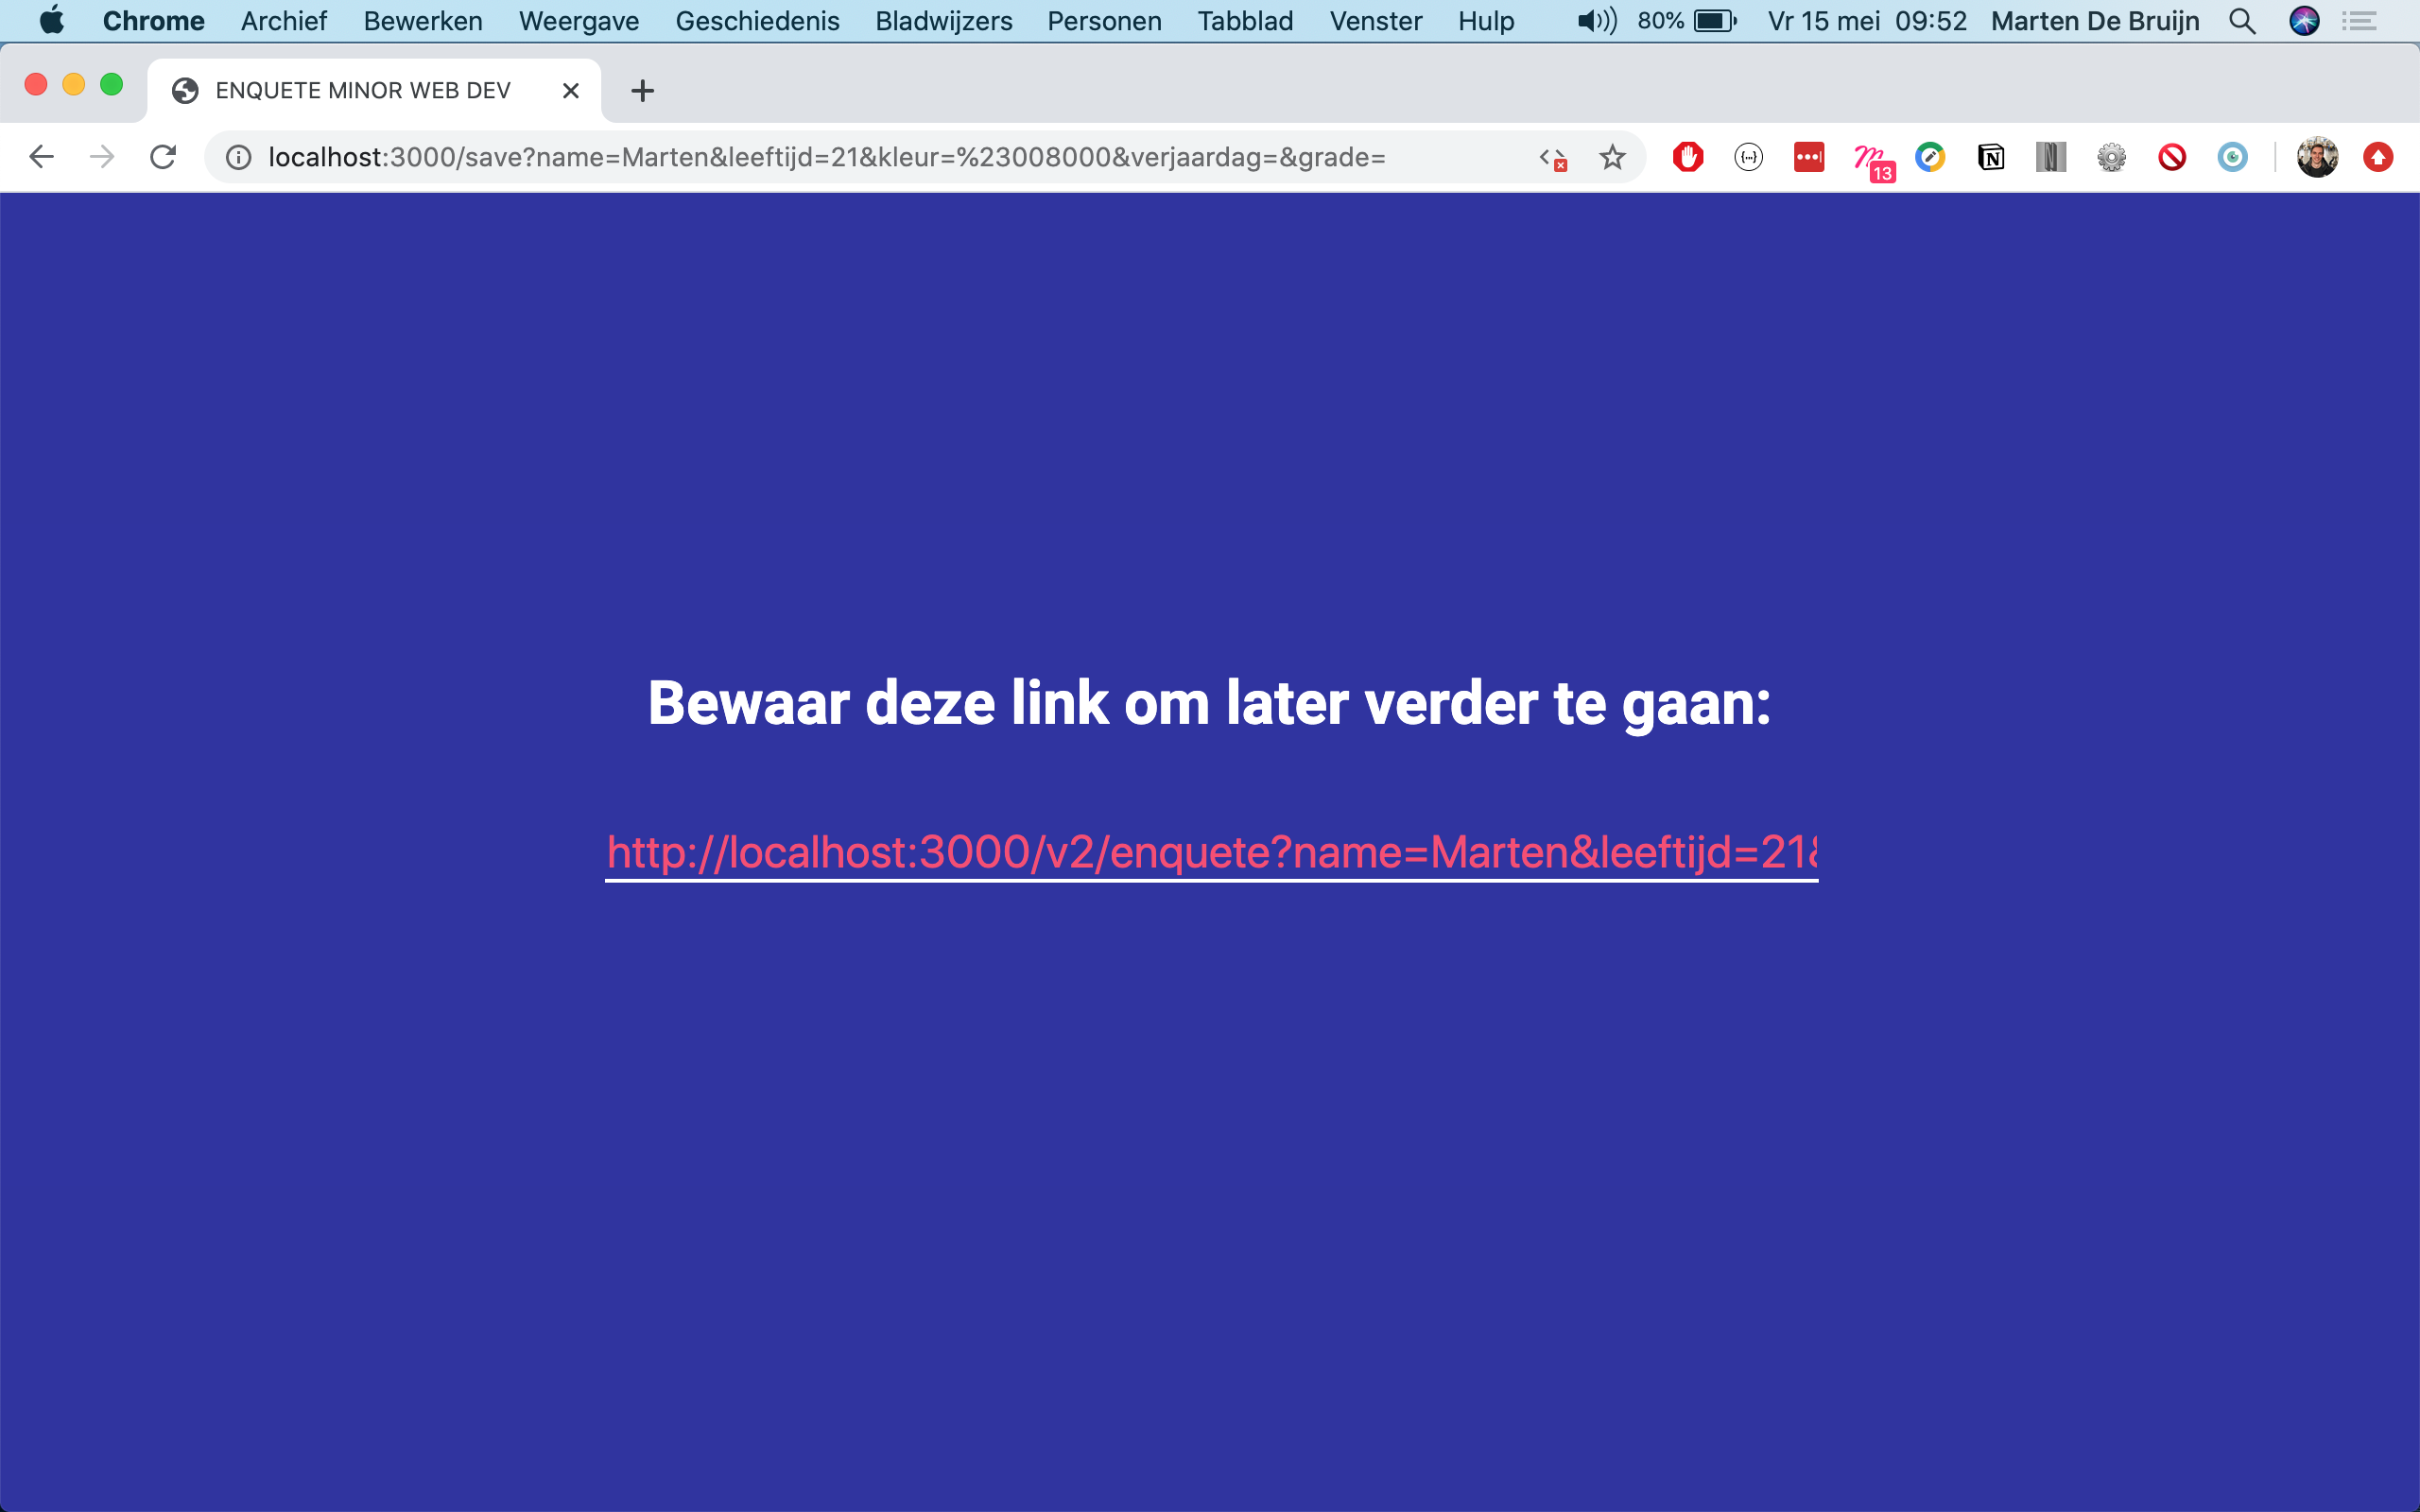 Chrome Archief Bewerken Weergave Geschiedenis Bladwijzers Personen Tabblad Venster Hulp 80% Vr 15 mei 09:52 Marten De Bruijn
ENQUETE MINOR WEB DEV
localhost:3000/save?name=Marten&leeftijd=21&kleur=%23008000&verjaardag=&grade=
13
Bewaar deze link om later verder te gaan:
http://localhost:3000/v2/enquete?name=Marten&leeftijd=21&